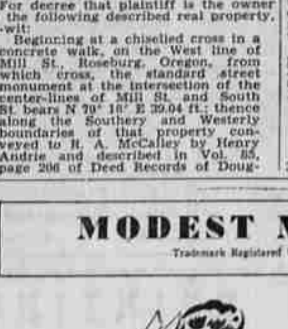 For decree that plaintiff is the owner
the following described real property,
-wit:
Beginning at a chiselled cross in a
concrete walk, on the West line of
Mill St., Roseburg, Oregon, from
which cross, the standard street
monument at the intersection of the
center-lines of Mill St. and South
St. bears N 79° 16' E 39.04 ft.; thence
along the Southery and Westerly
boundaries of that property con-
veyed to R. A. McCalley by Henry
Andrie and described in Vol. 85,
page 206 of Deed Records of Doug-
MODEST M
Trademark Registered